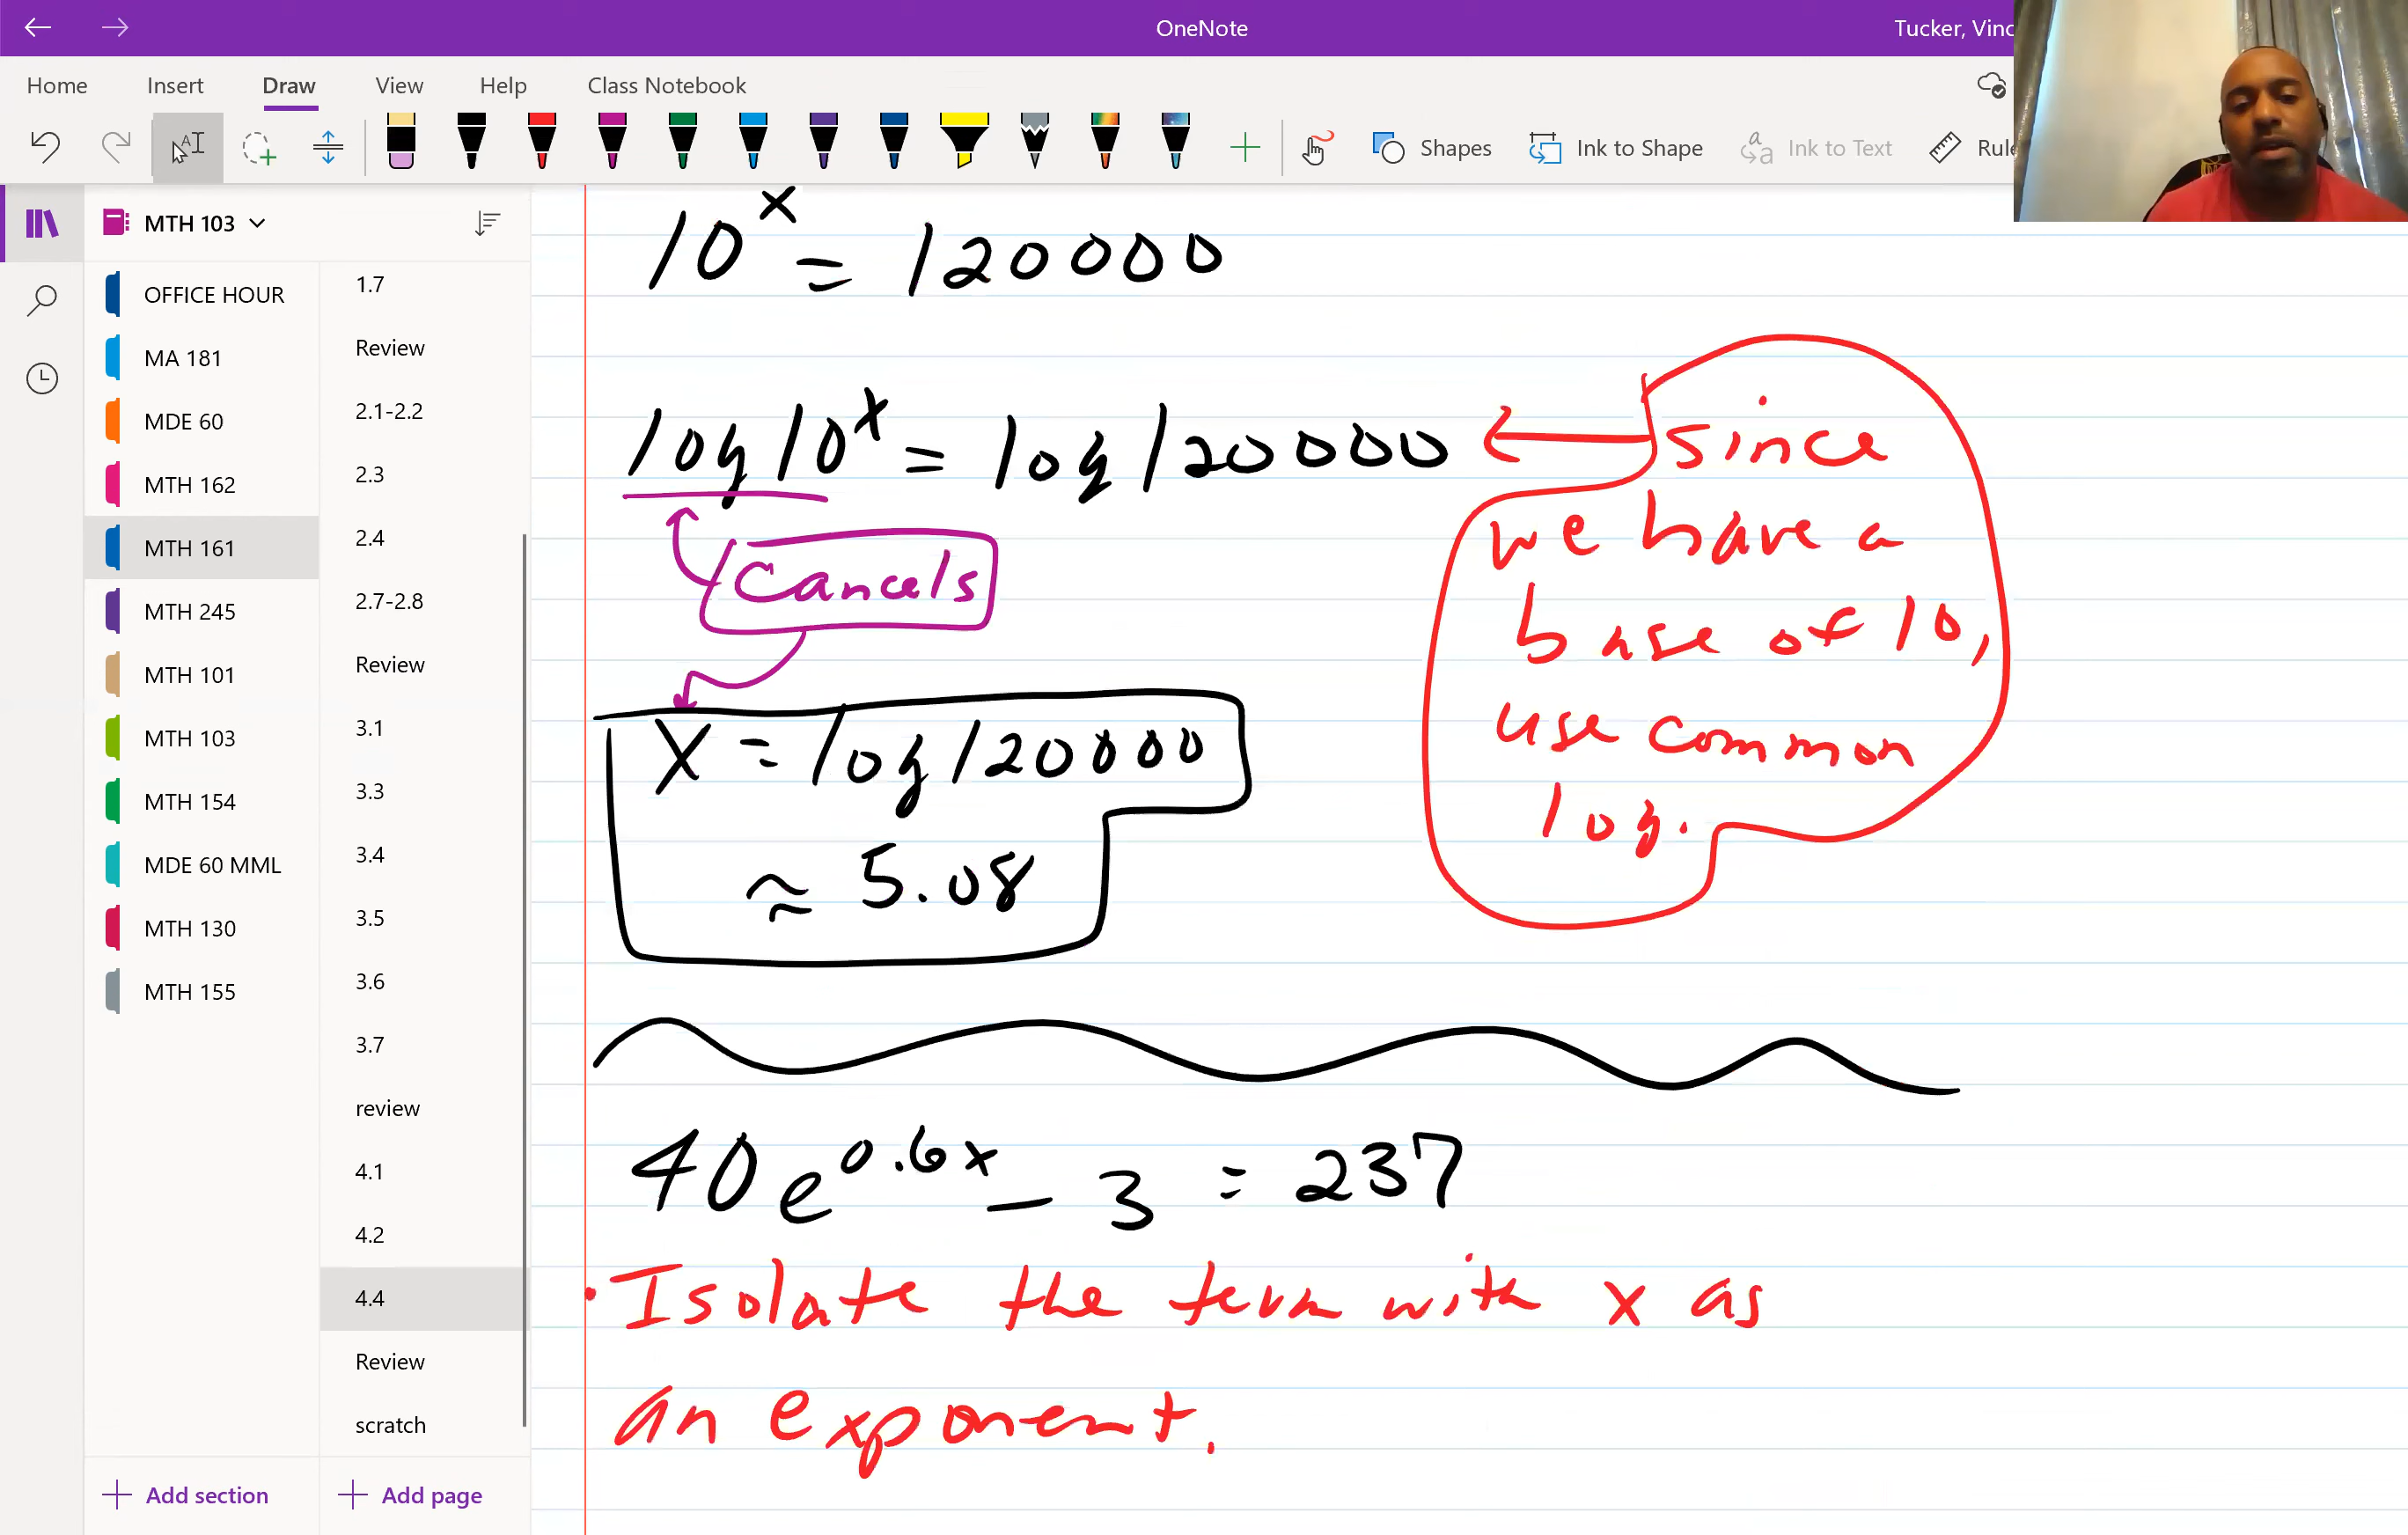 OneNote
Tucker, Vinc
Home Insert Draw View Help Class Notebook
Shapes Ink to Shape Ink to Text Rule
MTH 103
OFFICE HOUR
MA 181
MDE 60
MTH 162
MTH 161
MTH 245
MTH 101
MTH 103
MTH 154
MDE 60 MML
MTH 130
MTH 155
Add section
1.7
Review
2.1-2.2
2.3
2.4
2.7-2.8
Review
3.1
3.3
3.4
3.5
3.6
3.7
review
4.1
4.2
4.4
Review
scratch
Add page
10^x = 120000
log 10^x = log 120000
Cancels
x = log 120000
≈ 5.08
since
we have a
base of 10,
use common
log.
40e^0.6x - 3 = 237
• Isolate the term with x as
an exponent.